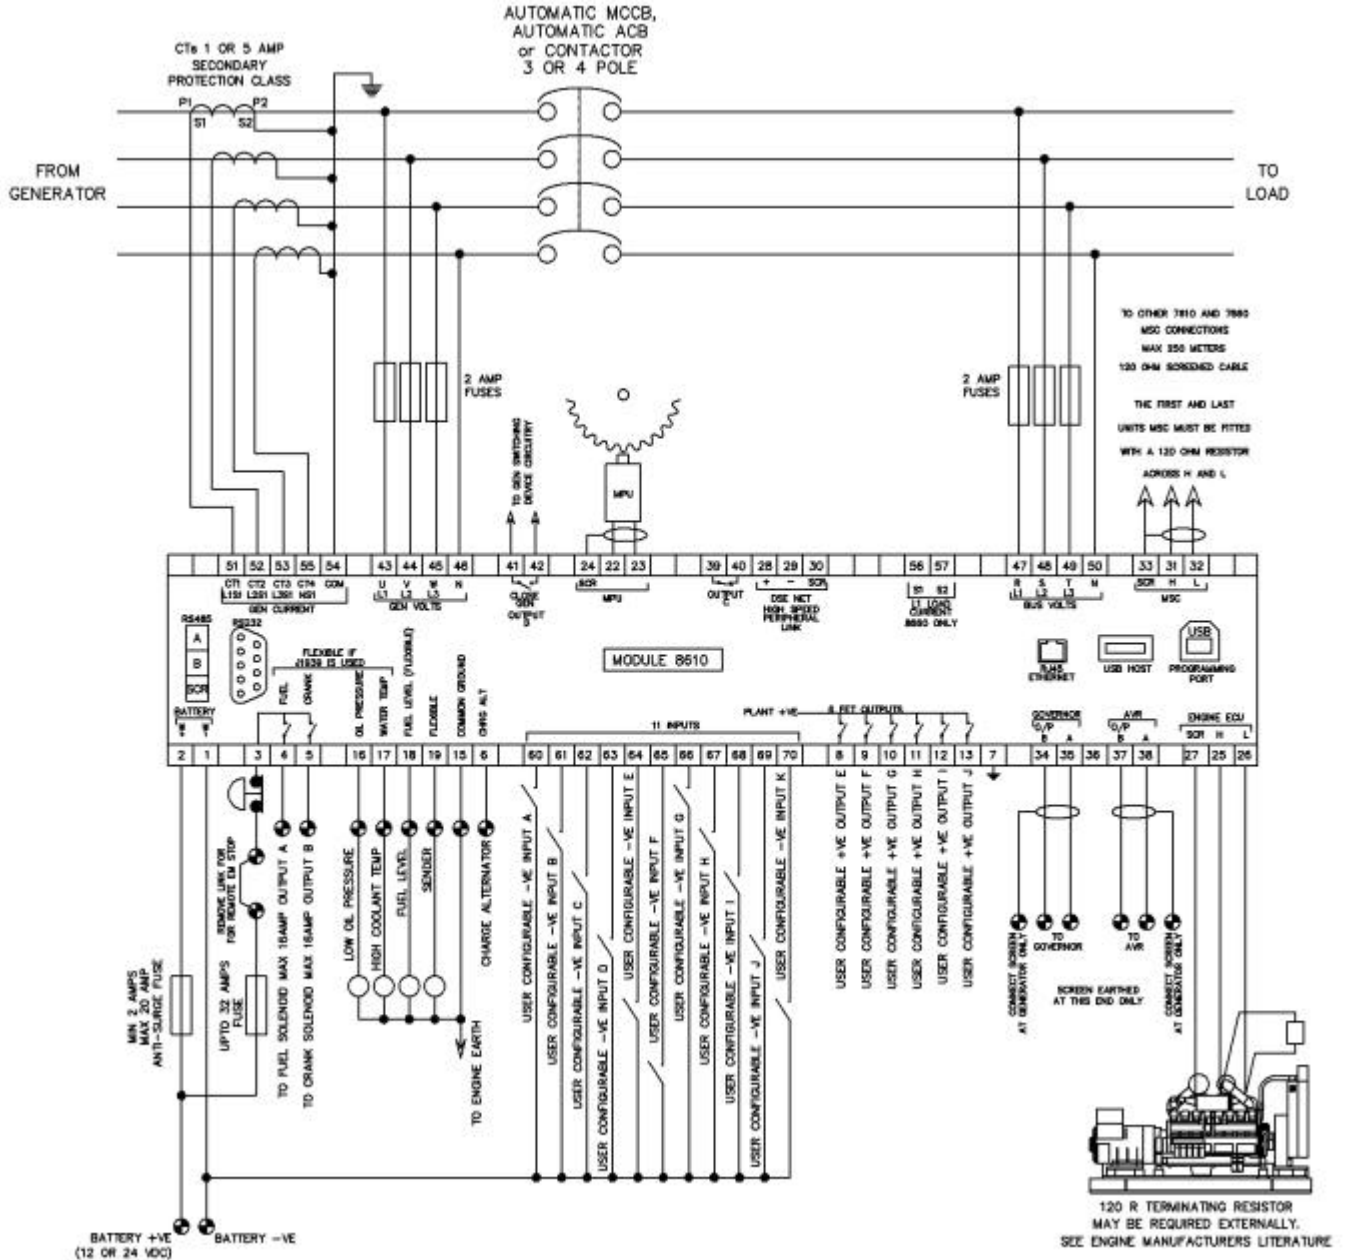 AUTOMATIC MCCB,
AUTOMATIC ACB
or CONTACTOR
3 OR 4 POLE
CTs 1 OR 5 AMP
SECONDARY
PROTECTION CLASS
P1 P2
S1 S2
FROM
GENERATOR
TO
LOAD
2 AMP
FUSES
TO GEN SWITCHING
DEVICE CIRCUITRY
MPU
2 AMP
FUSES
TO OTHER 7810 AND 7860
MSC CONNECTIONS
MAX 250 METERS
120 OHM SCREENED CABLE
THE FIRST AND LAST
UNITS MSC MUST BE FITTED
WITH A 120 OHM RESISTOR
ACROSS H AND L
51 52 53 55 54 43 44 45 46 41 42 24 22 23 39 40 28 29 30 56 57 47 48 49 50 33 31 32
CT1 CT2 CT3 CT4 COM
L1S1 L2S1 L3S1 NS1
GEN CURRENT
U V W N
L1 L2 L3
GEN VOLTS
CLOSE
GEN
OUTPUT
SCR
MPU
OUTPUT
C
+ - SCR
DSE NET
HIGH SPEED
PERIPHERAL
LINK
S1 S2
L1 LOAD
CURRENT
8660 ONLY
R S T N
L1 L2 L3
BUS VOLTS
SCR H L
MSC
RS485
A
B
SCR
RS232
FLEXIBLE IF
J1939 IS USED
FUEL
CRANK
OIL PRESSURE
WATER TEMP
FUEL LEVEL (FLEXIBLE)
FLEXIBLE
COMMON GROUND
CHRG ALT
MODULE 8610
RJ45
ETHERNET
USB HOST
USB
PROGRAMMING
PORT
BATTERY
11 INPUTS
PLANT +VE
6 FET OUTPUTS
GOVERNOR
O/P
B A
AVR
O/P
B A
ENGINE ECU
SCR H L
2 1 3 4 5 16 17 18 19 15 6 60 61 62 63 64 65 66 67 68 69 70 8 9 10 11 12 13 7 34 35 36 37 38 27 25 26
REMOVE LINK FOR
FOR REMOTE EM STOP
MIN 2 AMPS
MAX 20 AMP
ANTI-SURGE FUSE
UPTO 32 AMPS
FUSE
TO FUEL SOLENOID MAX 16AMP OUTPUT A
TO CRANK SOLENOID MAX 16AMP OUTPUT B
LOW OIL PRESSURE
HIGH COOLANT TEMP
FUEL LEVEL
SENDER
TO ENGINE EARTH
CHARGE ALTERNATOR
USER CONFIGURABLE -VE INPUT A
USER CONFIGURABLE -VE INPUT B
USER CONFIGURABLE -VE INPUT C
USER CONFIGURABLE -VE INPUT D
USER CONFIGURABLE -VE INPUT E
USER CONFIGURABLE -VE INPUT F
USER CONFIGURABLE -VE INPUT G
USER CONFIGURABLE -VE INPUT H
USER CONFIGURABLE -VE INPUT I
USER CONFIGURABLE -VE INPUT J
USER CONFIGURABLE -VE INPUT K
USER CONFIGURABLE +VE OUTPUT E
USER CONFIGURABLE +VE OUTPUT F
USER CONFIGURABLE +VE OUTPUT G
USER CONFIGURABLE +VE OUTPUT H
USER CONFIGURABLE +VE OUTPUT I
USER CONFIGURABLE +VE OUTPUT J
CONNECT SCREEN
AT GENERATOR ONLY
TO
GOVERNOR
TO
AVR
CONNECT SCREEN
AT GENERATOR ONLY
SCREEN EARTHED
AT THIS END ONLY
BATTERY +VE
(12 OR 24 VDC)
BATTERY -VE
120 R TERMINATING RESISTOR
MAY BE REQUIRED EXTERNALLY.
SEE ENGINE MANUFACTURERS LITERATURE